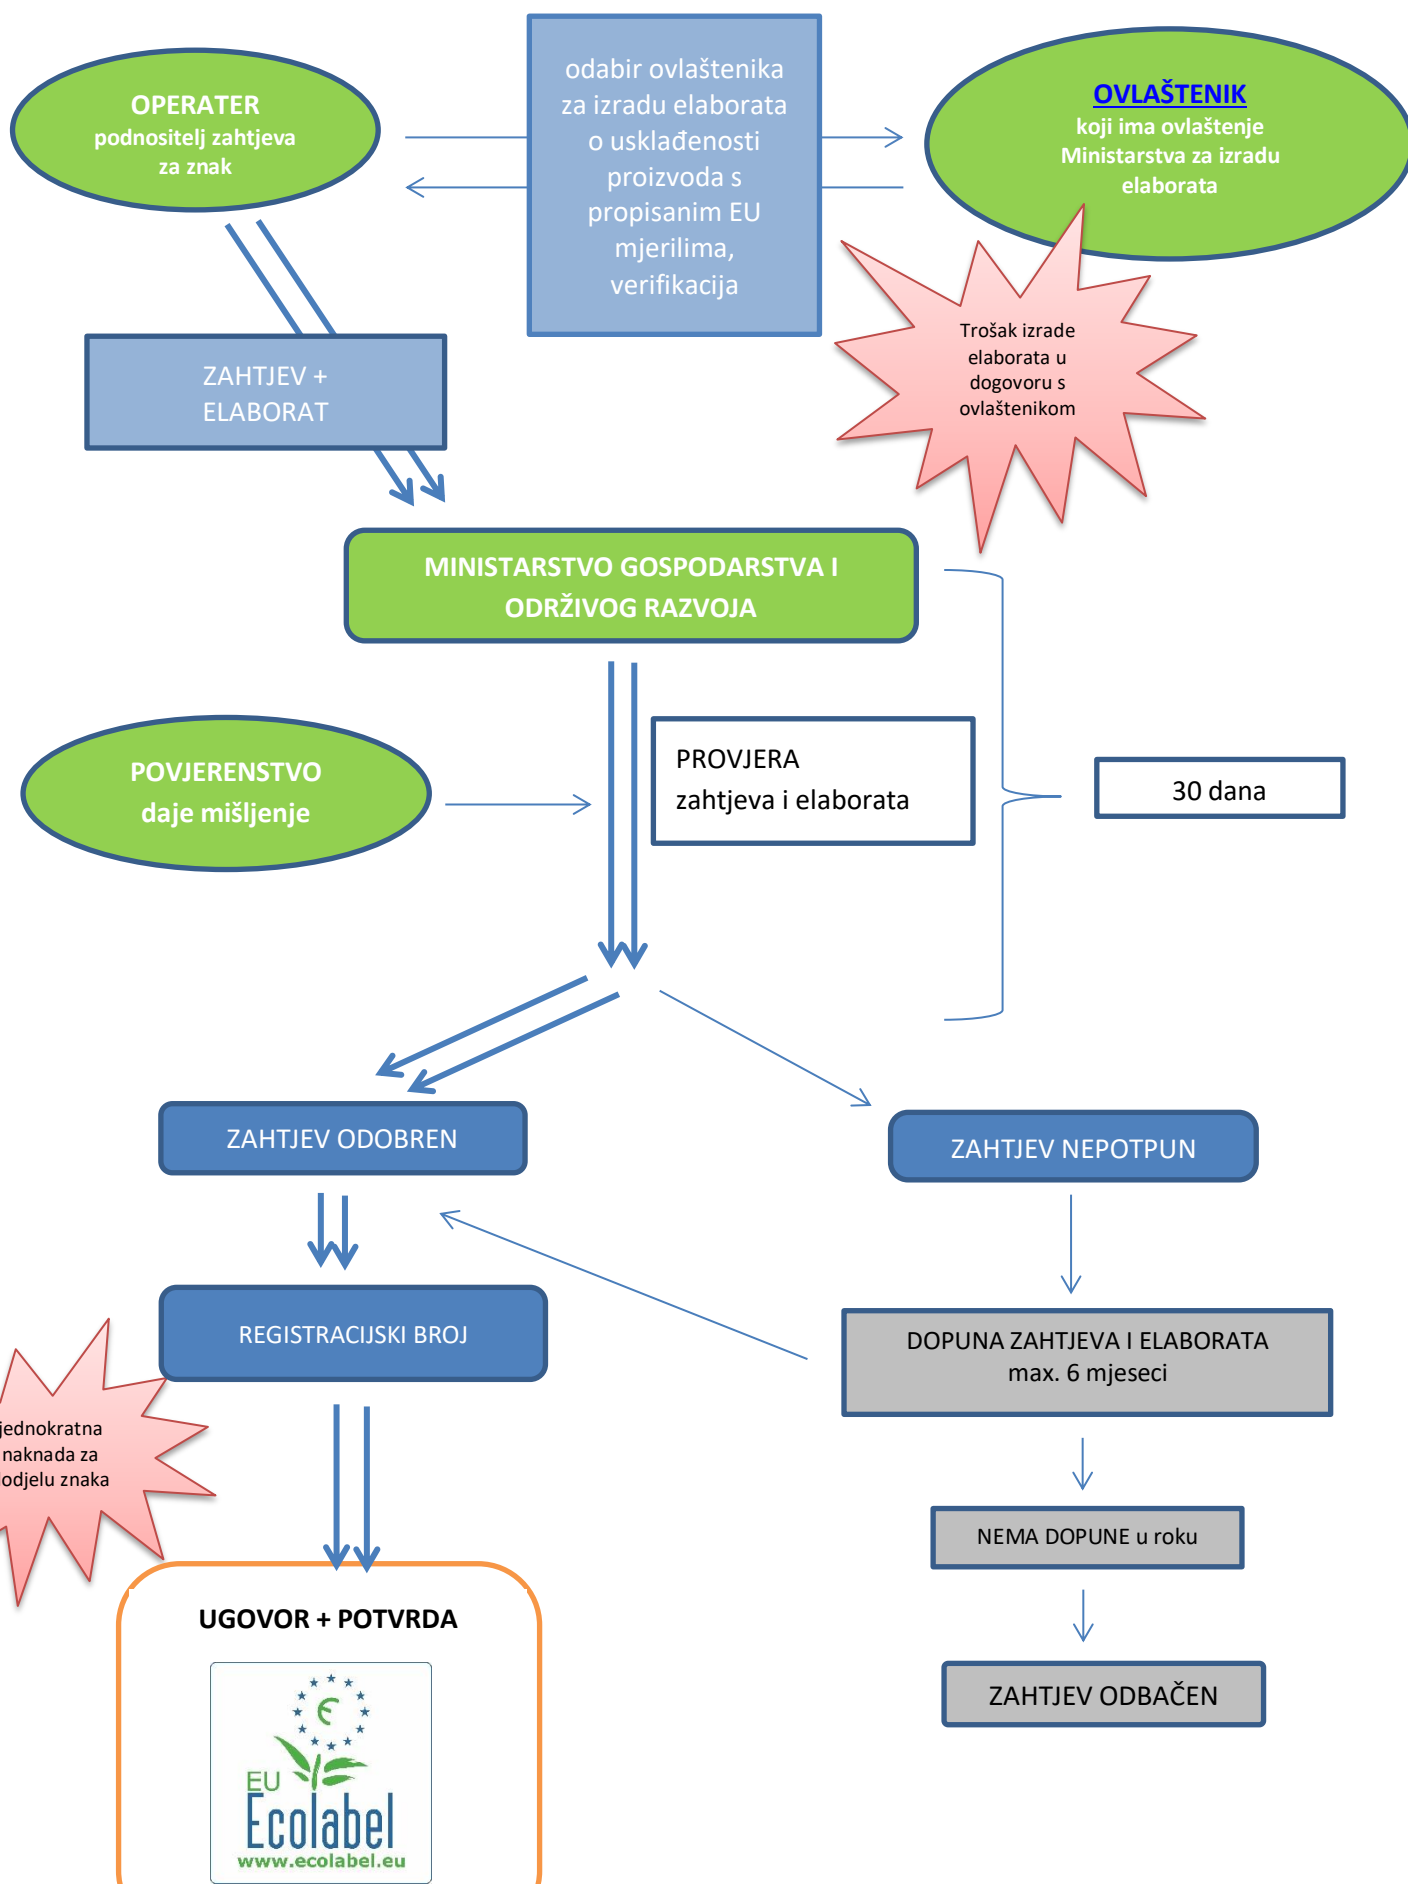 OPERATER
podnositelj zahtjeva
za znak
odabir ovlaštenika
za izradu elaborata
o usklađenosti
proizvoda s
propisanim EU
mjerilima,
verifikacija
OVLAŠTENIK
koji ima ovlaštenje
Ministarstva za izradu
elaborata
Trošak izrade
elaborata u
dogovoru s
ovlaštenikom
ZAHTJEV +
ELABORAT
MINISTARSTVO GOSPODARSTVA I
ODRŽIVOG RAZVOJA
POVJERENSTVO
daje mišljenje
PROVJERA
zahtjeva i elaborata
30 dana
ZAHTJEV ODOBREN
ZAHTJEV NEPOTPUN
REGISTRACIJSKI BROJ
DOPUNA ZAHTJEVA I ELABORATA
max. 6 mjeseci
jednokratna
naknada za
odjelu znaka
NEMA DOPUNE u roku
UGOVOR + POTVRDA
ZAHTJEV ODBAČEN
EU
Ecolabel
www.ecolabel.eu